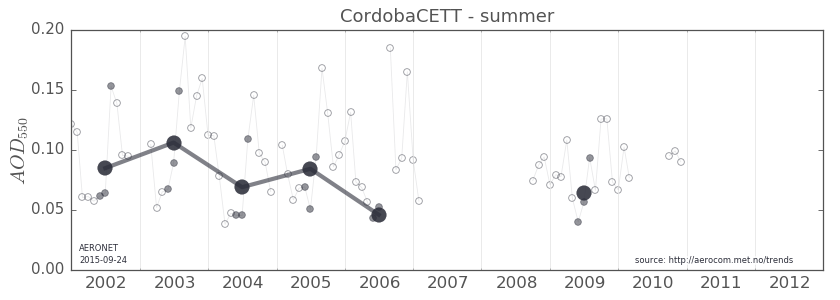 CordobaCETT - summer
0.20
0.15
0.10
0.05
0.00
AOD550
AERONET
2015-09-24
source: http://aerocom.met.no/trends
2002 2003 2004 2005 2006 2007 2008 2009 2010 2011 2012